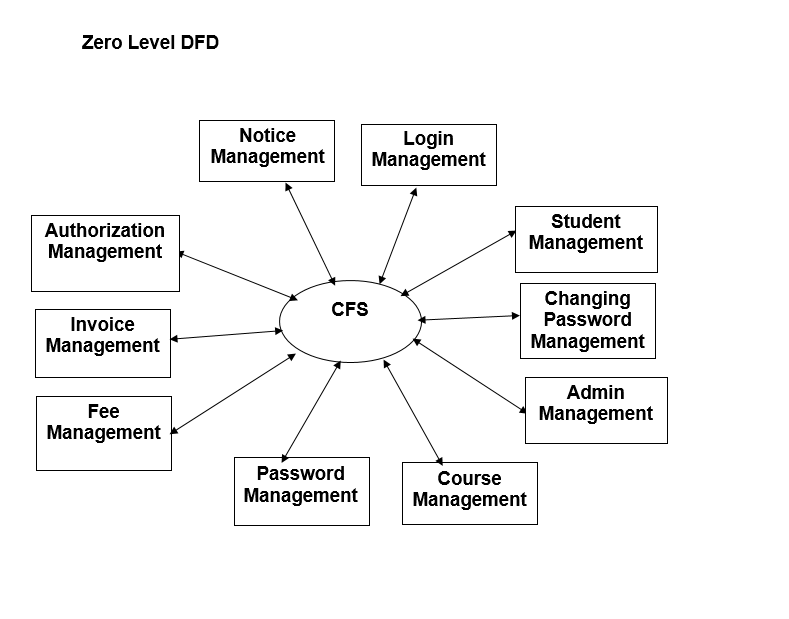 Zero Level DFD
Notice
Management
Login
Management
Student
Management
Authorization
Management
Changing
Password
Management
CFS
Invoice
Management
Admin
Management
Fee
Management
Password
Management
Course
Management